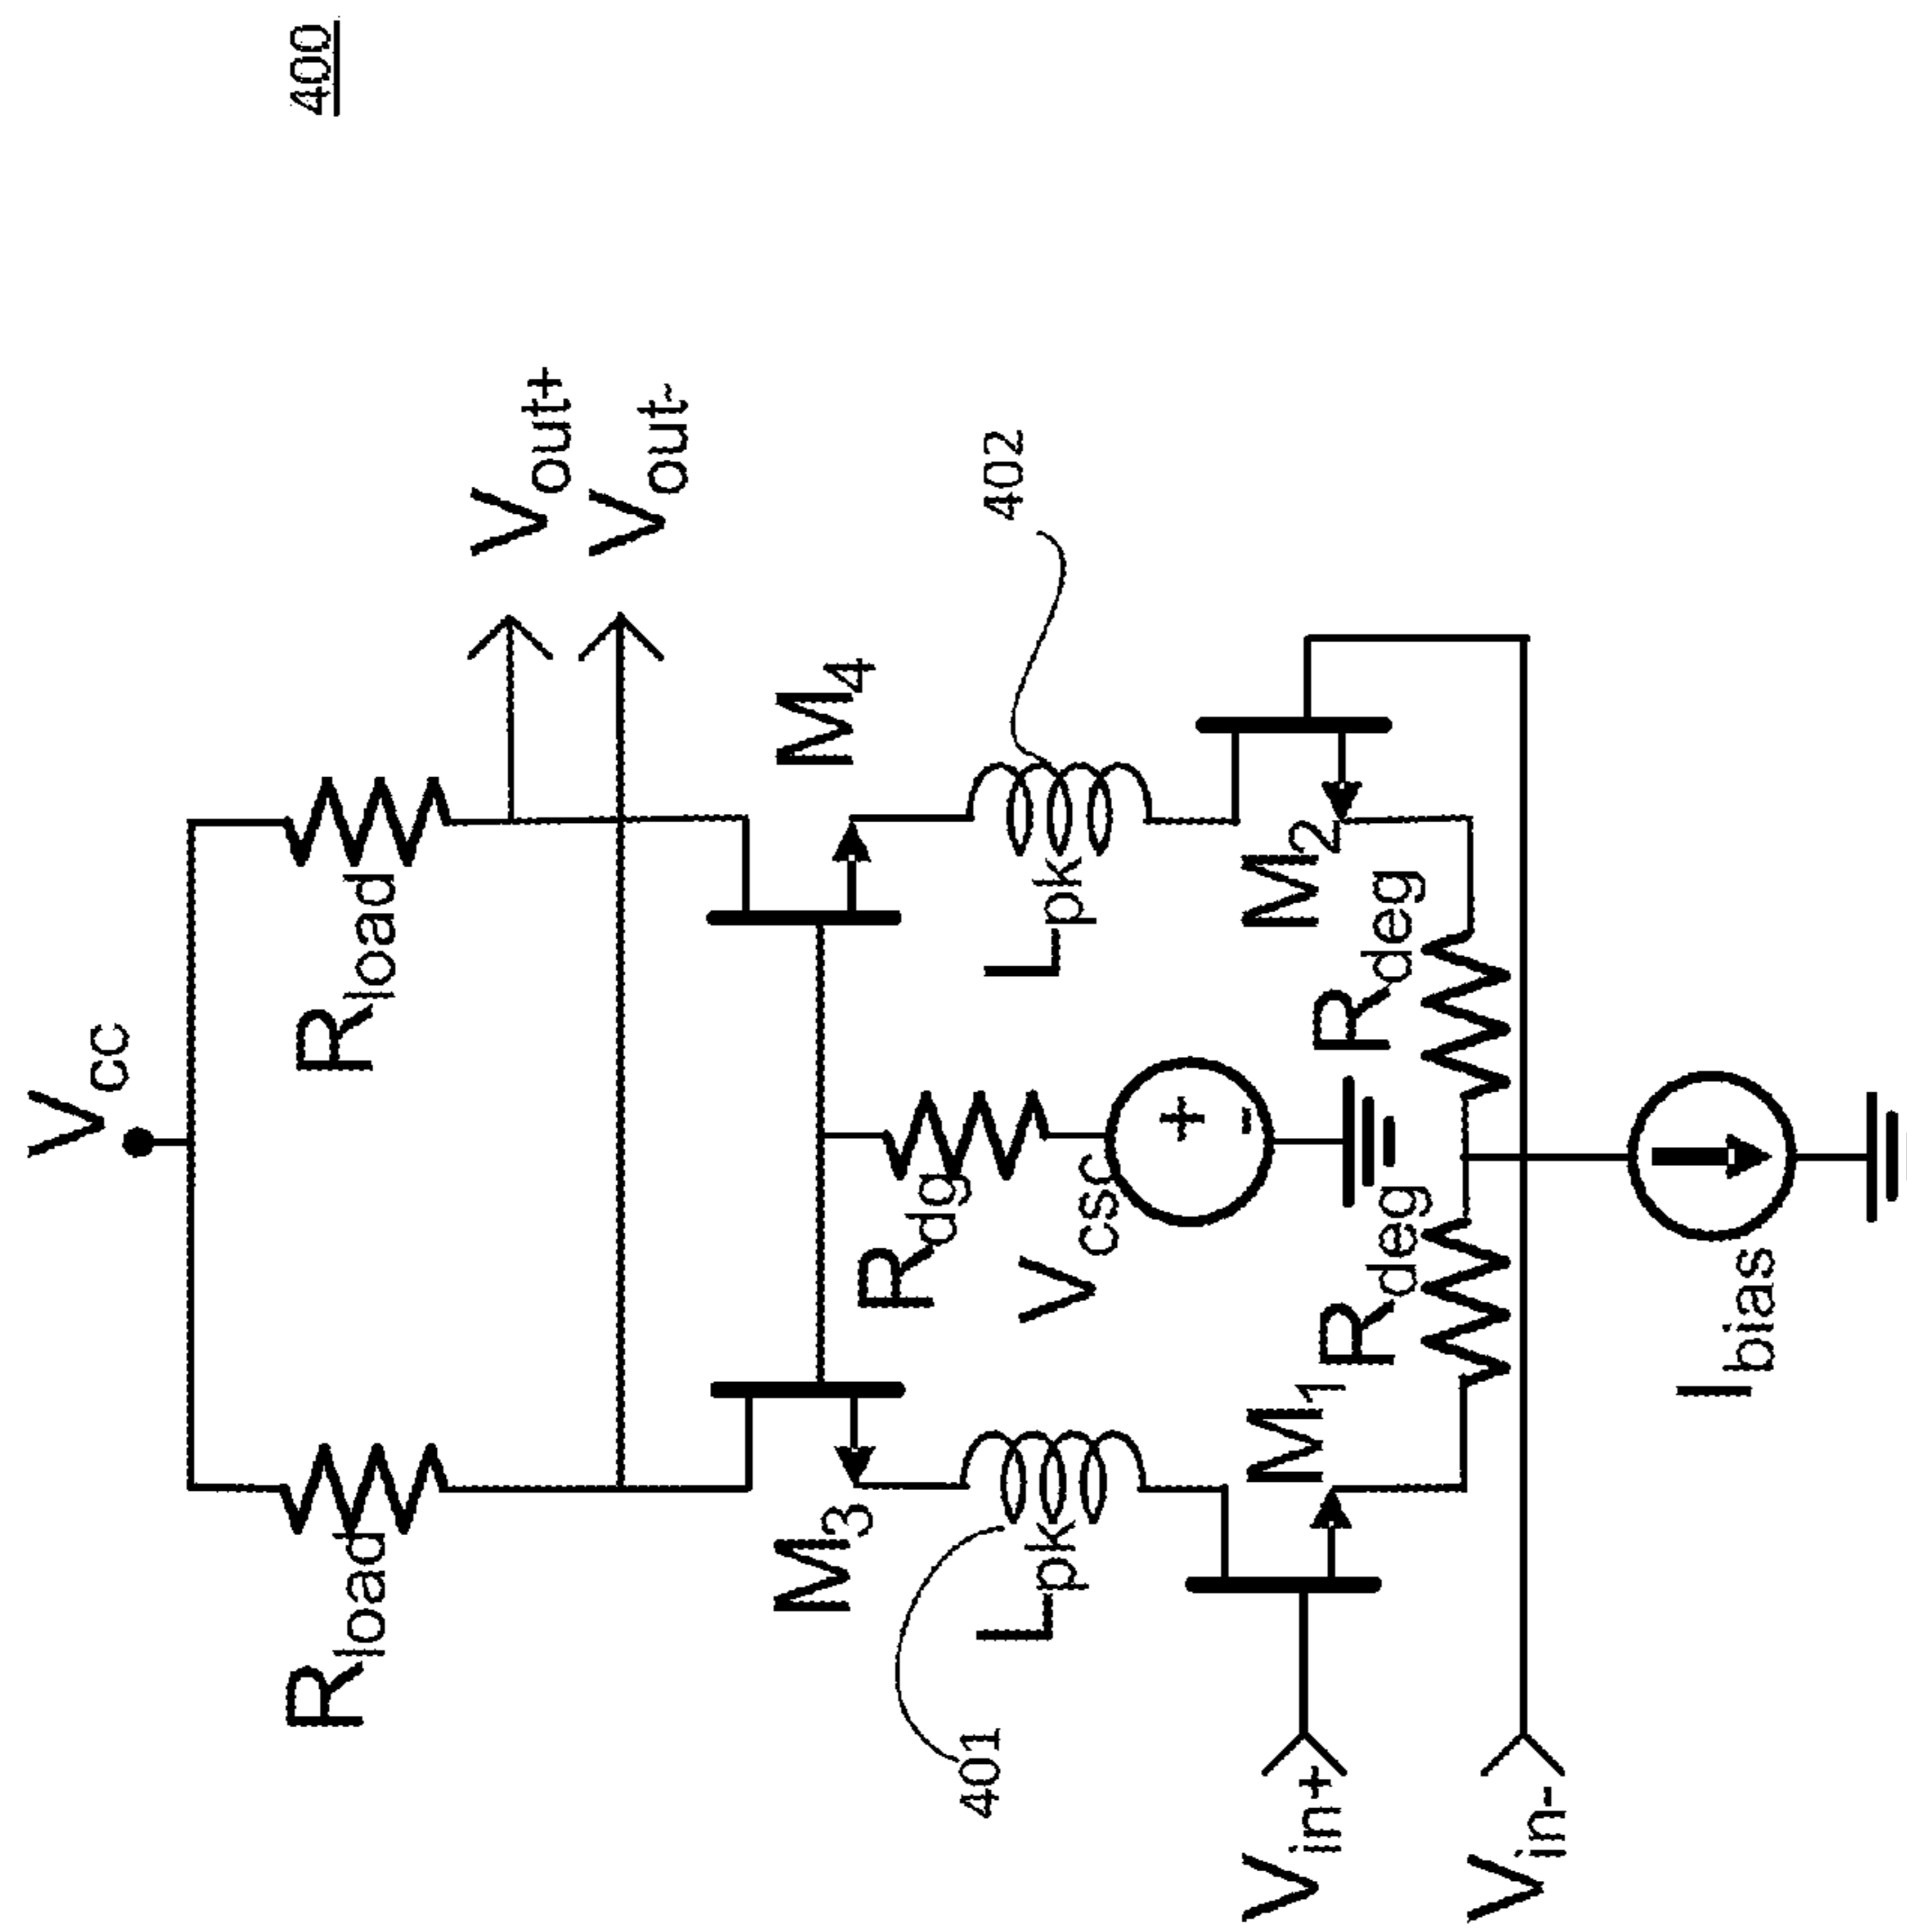 400
Vcc
Rload
Rload
Vout+
Vout-
M3
M4
Rdg
401
Lpk
Lpk
402
Vcsc
Vin+
M1
M2
Rdeg
Rdeg
Vin-
Ibias
+
-